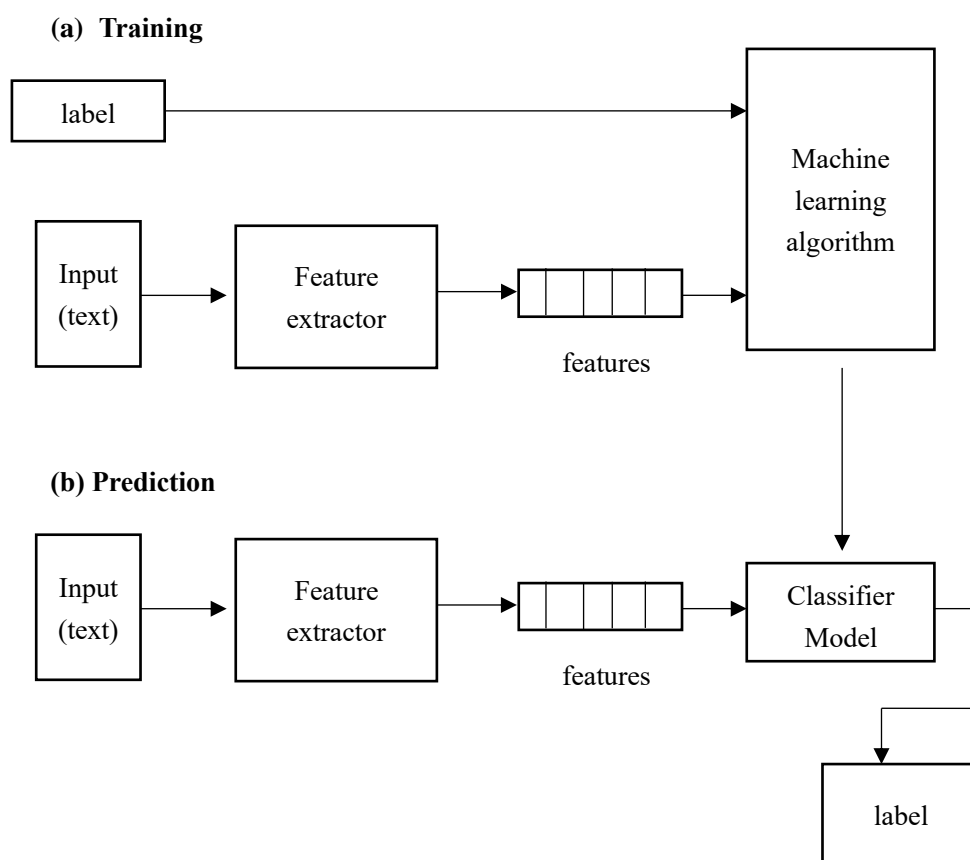 (a) Training
label
Machine
learning
algorithm
Input
(text)
Feature
extractor
features
(b) Prediction
Input
(text)
Feature
extractor
features
Classifier
Model
label